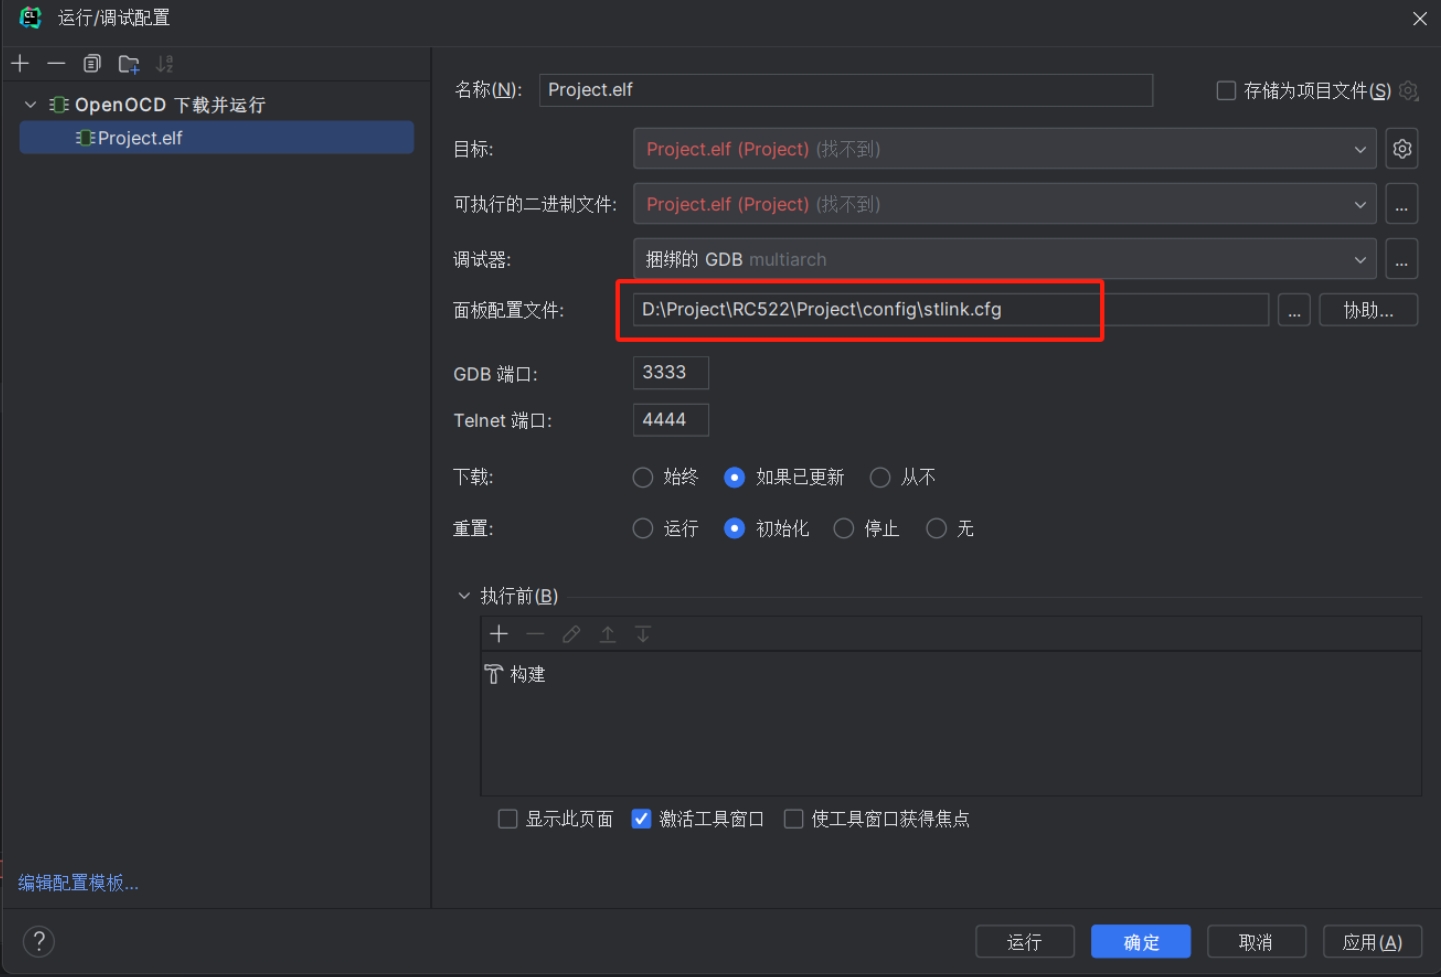 运行/调试配置
OpenOCD 下载并运行
Project.elf
名称(N): Project.elf 存储为项目文件(S)
目标: Project.elf (Project) (找不到)
可执行的二进制文件: Project.elf (Project) (找不到) ...
调试器: 捆绑的 GDB multiarch ...
面板配置文件: D:\Project\RC522\Project\config\stlink.cfg ... 协助...
GDB 端口: 3333
Telnet 端口: 4444
下载: 始终 如果已更新 从不
重置: 运行 初始化 停止 无
执行前(B)
构建
显示此页面 激活工具窗口 使工具窗口获得焦点
编辑配置模板...
? 运行 确定 取消 应用(A)